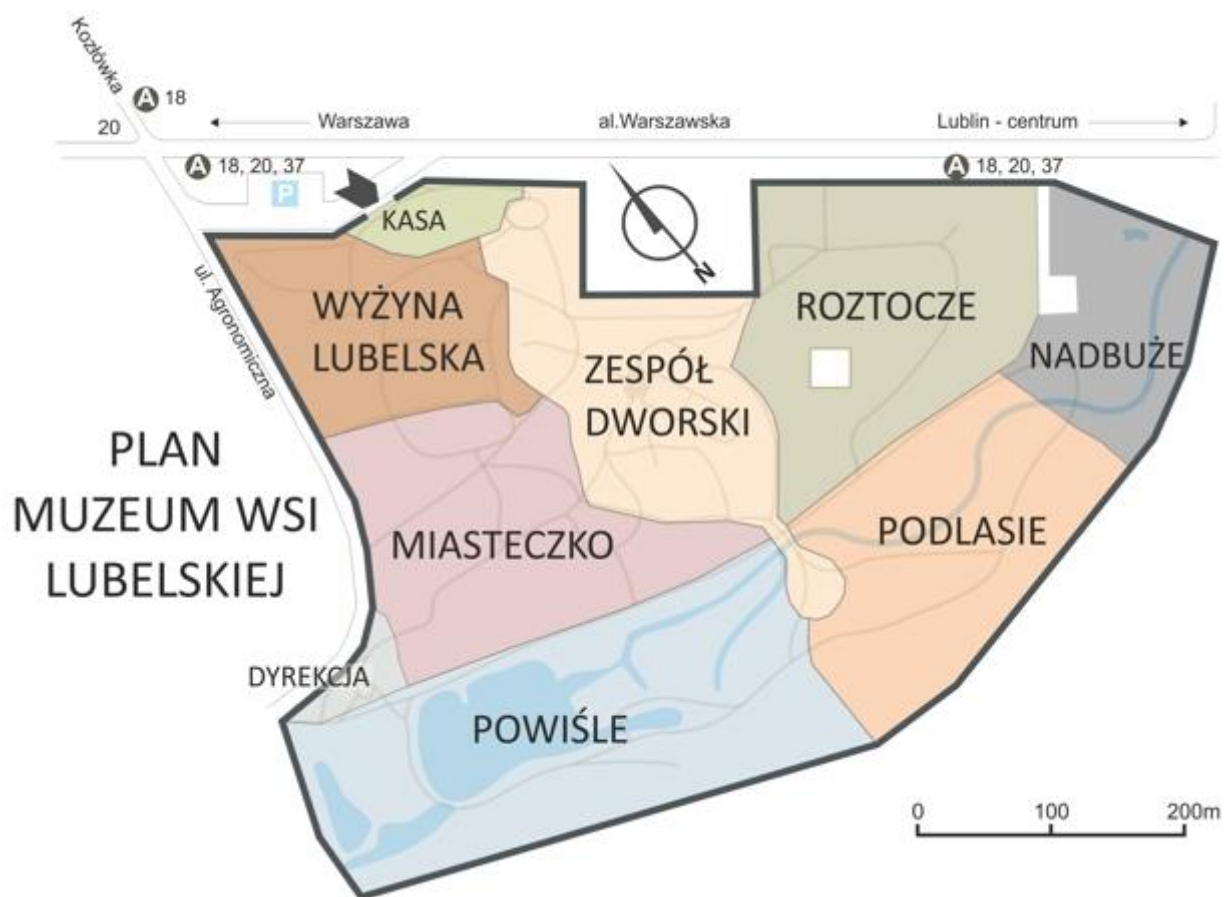 Kozłówka
A 18
20
Warszawa
al.Warszawska
Lublin - centrum
A 18, 20, 37
P
A 18, 20, 37
KASA
N
WYŻYNA
LUBELSKA
ROZTOCZE
ZESPÓŁ
DWORSKI
NADBUŻE
ul. Agronomiczna
PLAN
MUZEUM WSI
LUBELSKIEJ
MIASTECZKO
PODLASIE
DYREKCJA
POWIŚLE
0 100 200m